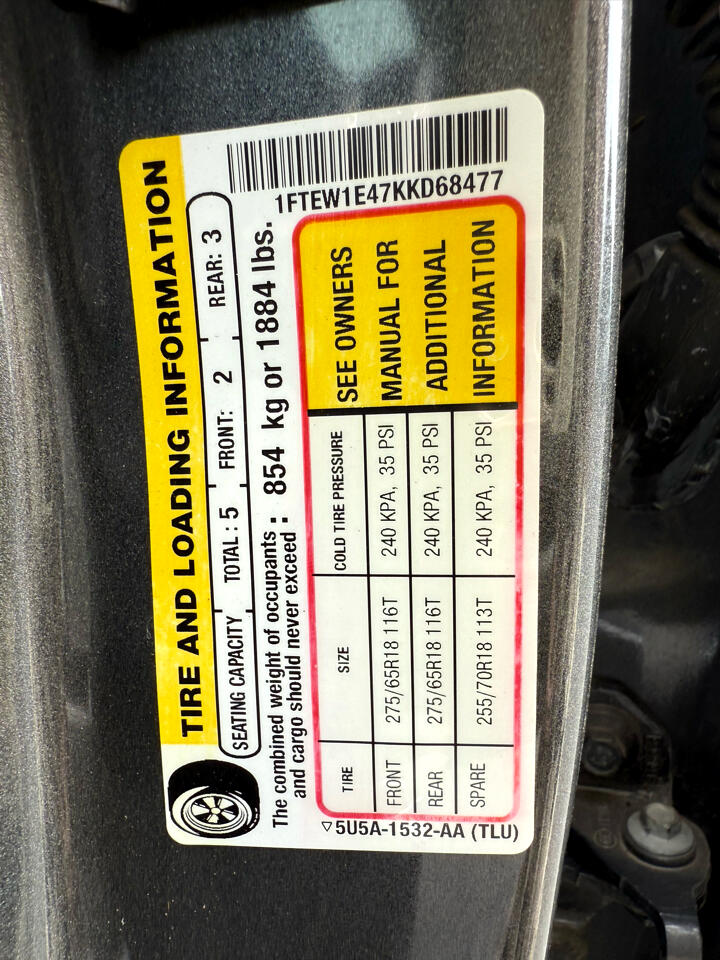 1FTEW1E47KKD68477
TIRE AND LOADING INFORMATION
SEATING CAPACITY TOTAL : 5 FRONT: 2 REAR: 3
The combined weight of occupants
and cargo should never exceed : 854 kg or 1884 lbs.
TIRE SIZE COLD TIRE PRESSURE
FRONT 275/65R18 116T 240 KPA, 35 PSI
REAR 275/65R18 116T 240 KPA, 35 PSI
SPARE 255/70R18 113T 240 KPA, 35 PSI
SEE OWNERS
MANUAL FOR
ADDITIONAL
INFORMATION
▽5U5A-1532-AA (TLU)